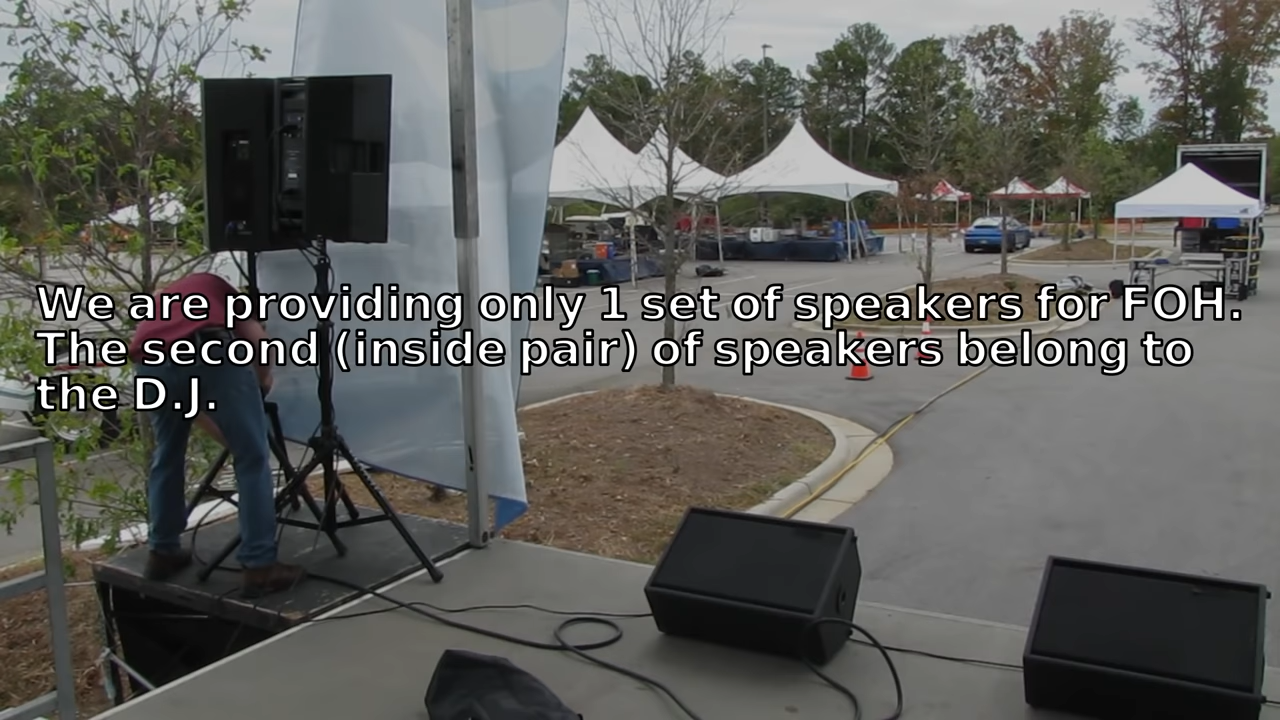 We are providing only 1 set of speakers for FOH.
The second (inside pair) of speakers belong to
the D.J.